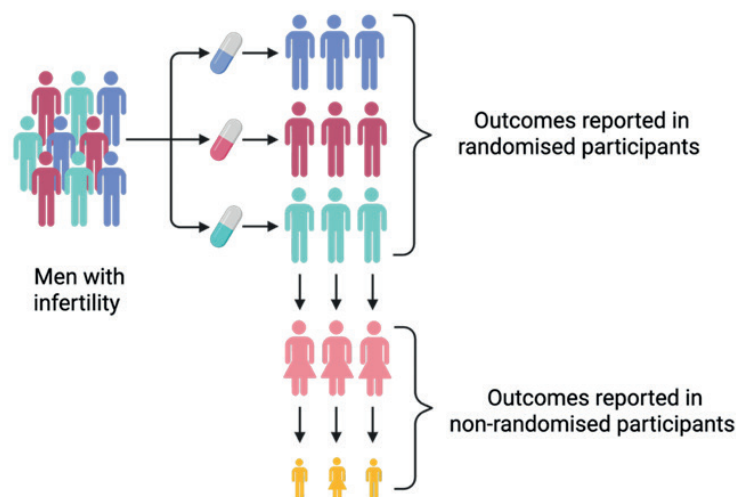 Outcomes reported in
randomised participants
Men with
infertility
Outcomes reported in
non-randomised participants